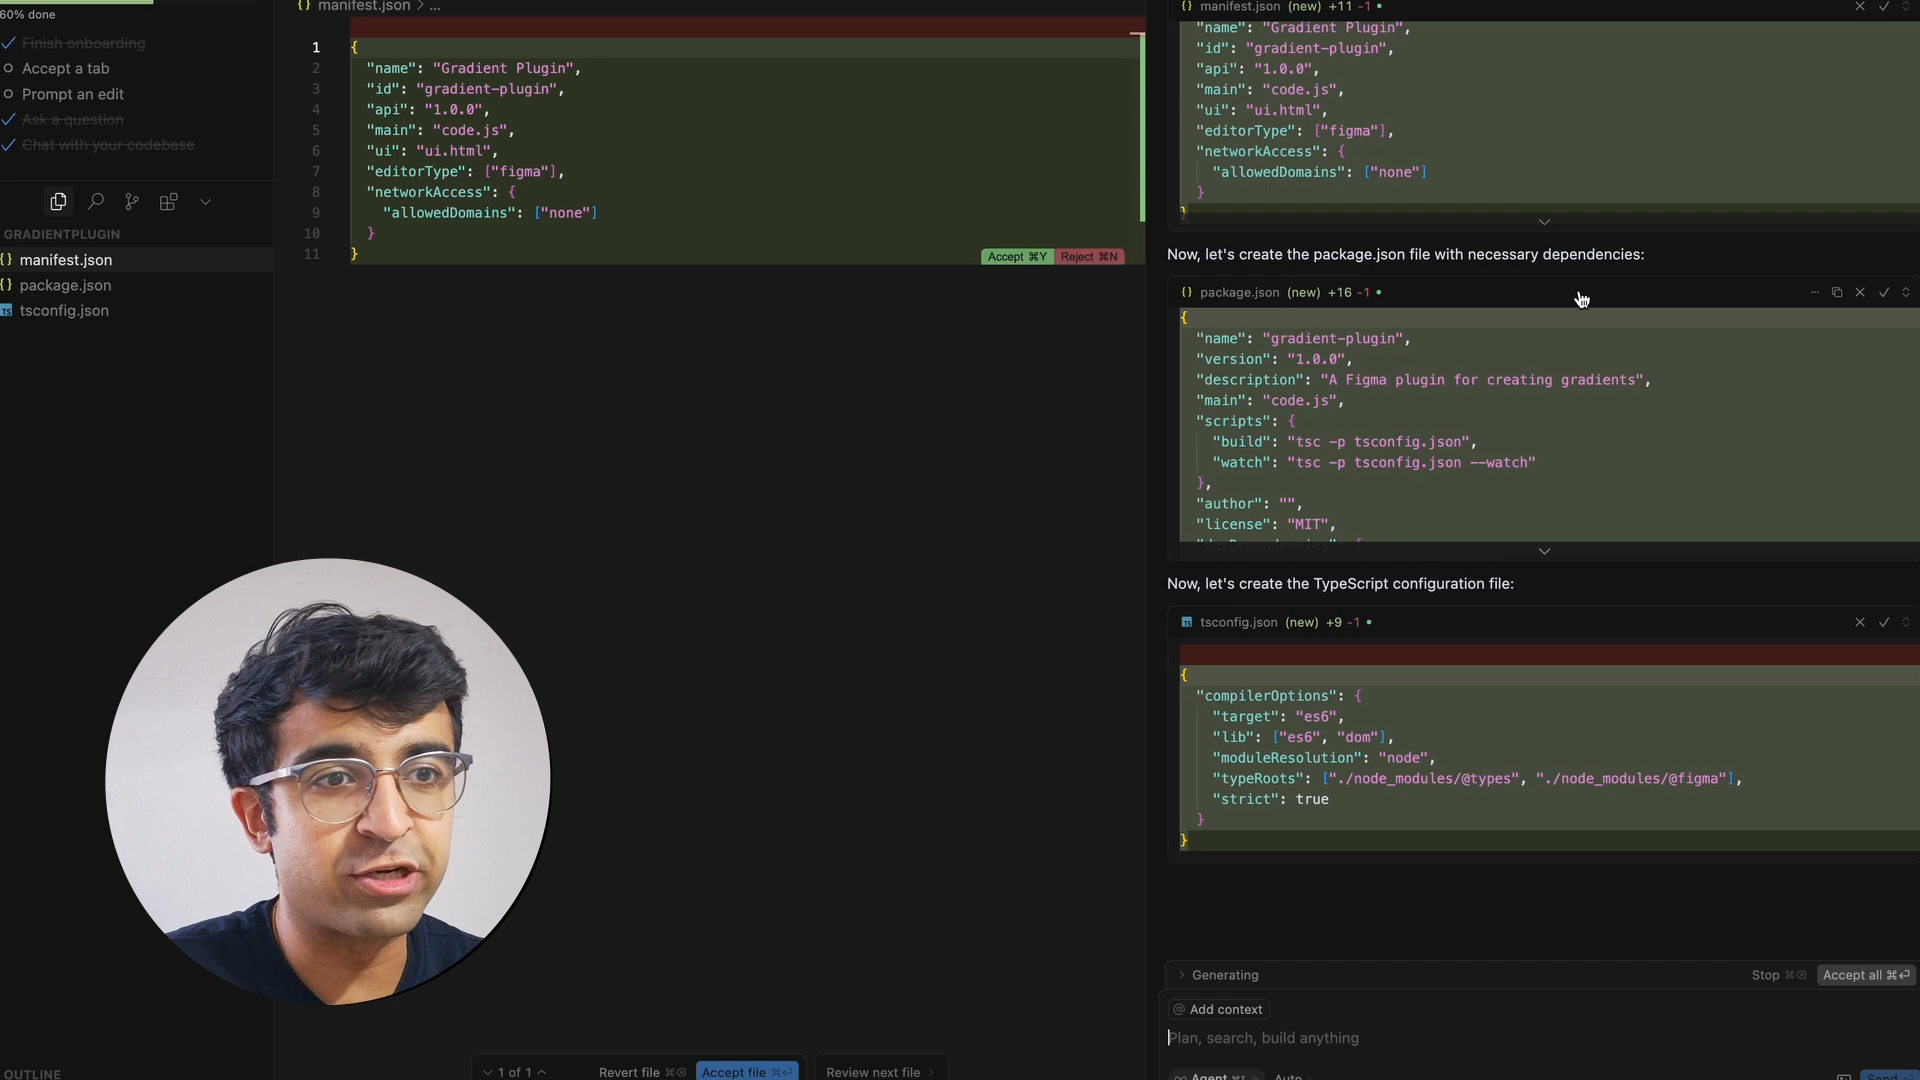 60% done
Finish onboarding
Accept a tab
Prompt an edit
Ask a question
Chat with your codebase
GRADIENTPLUGIN
{} manifest.json
{} package.json
TS tsconfig.json
OUTLINE
{} manifest.json > ...
1 {
2 "name": "Gradient Plugin",
3 "id": "gradient-plugin",
4 "api": "1.0.0",
5 "main": "code.js",
6 "ui": "ui.html",
7 "editorType": ["figma"],
8 "networkAccess": {
9 "allowedDomains": ["none"]
10 }
11 }
Accept ⌘Y Reject ⌘N
1 of 1
Revert file ⌘⌫ Accept file ⌘⏎
Review next file >
{} manifest.json (new) +11 -1 •
"name": "Gradient Plugin",
"id": "gradient-plugin",
"api": "1.0.0",
"main": "code.js",
"ui": "ui.html",
"editorType": ["figma"],
"networkAccess": {
"allowedDomains": ["none"]
}
}
Now, let's create the package.json file with necessary dependencies:
{} package.json (new) +16 -1 •
{
"name": "gradient-plugin",
"version": "1.0.0",
"description": "A Figma plugin for creating gradients",
"main": "code.js",
"scripts": {
"build": "tsc -p tsconfig.json",
"watch": "tsc -p tsconfig.json --watch"
},
"author": "",
"license": "MIT",
"devDependencies": {
Now, let's create the TypeScript configuration file:
TS tsconfig.json (new) +9 -1 •
{
"compilerOptions": {
"target": "es6",
"lib": ["es6", "dom"],
"moduleResolution": "node",
"typeRoots": ["./node_modules/@types", "./node_modules/@figma"],
"strict": true
}
}
> Generating
Stop ⌘⌫ Accept all ⌘⏎
@ Add context
Plan, search, build anything
∞ Agent ⌘I Auto
Send